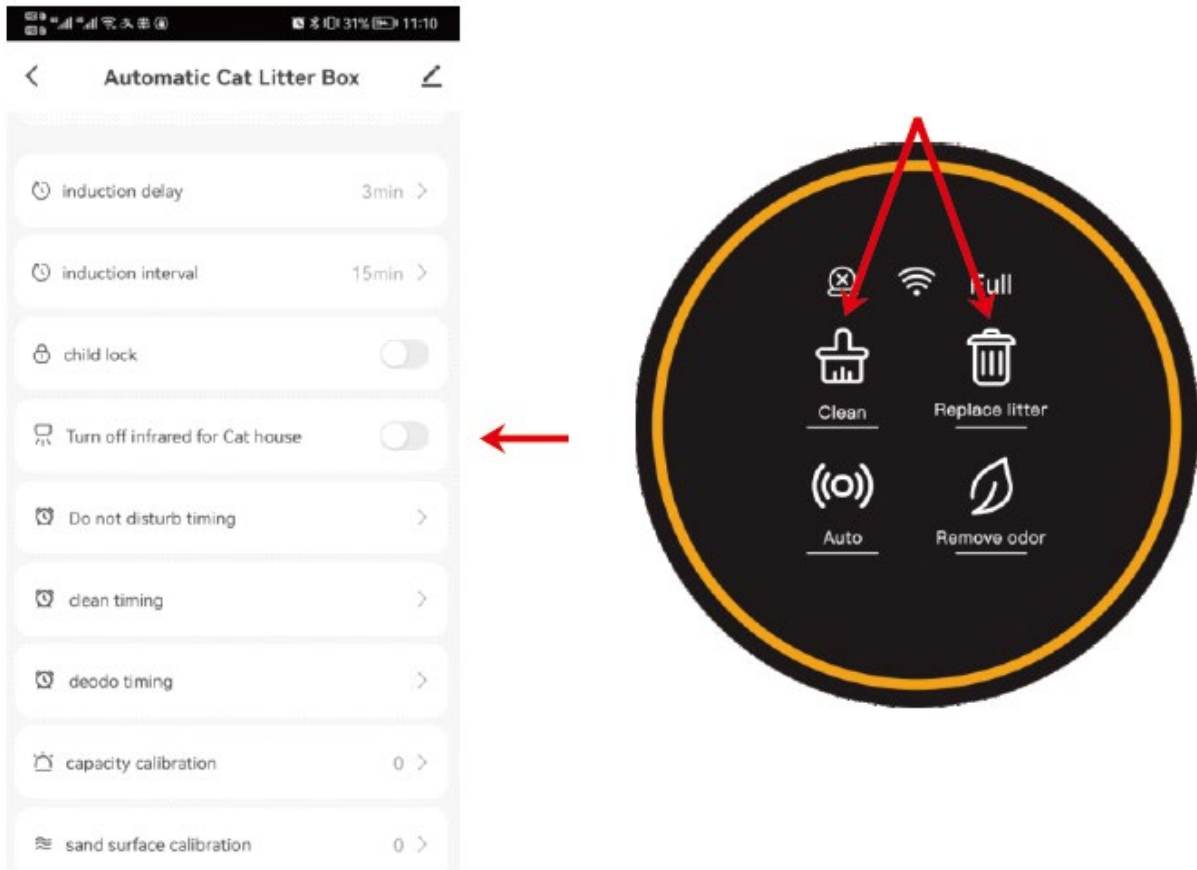 31% 11:10
Automatic Cat Litter Box
induction delay 3min
induction interval 15min
child lock
Turn off infrared for Cat house
Do not disturb timing
clean timing
deodo timing
capacity calibration 0
sand surface calibration 0
Full
Clean Replace litter
Auto Remove odor